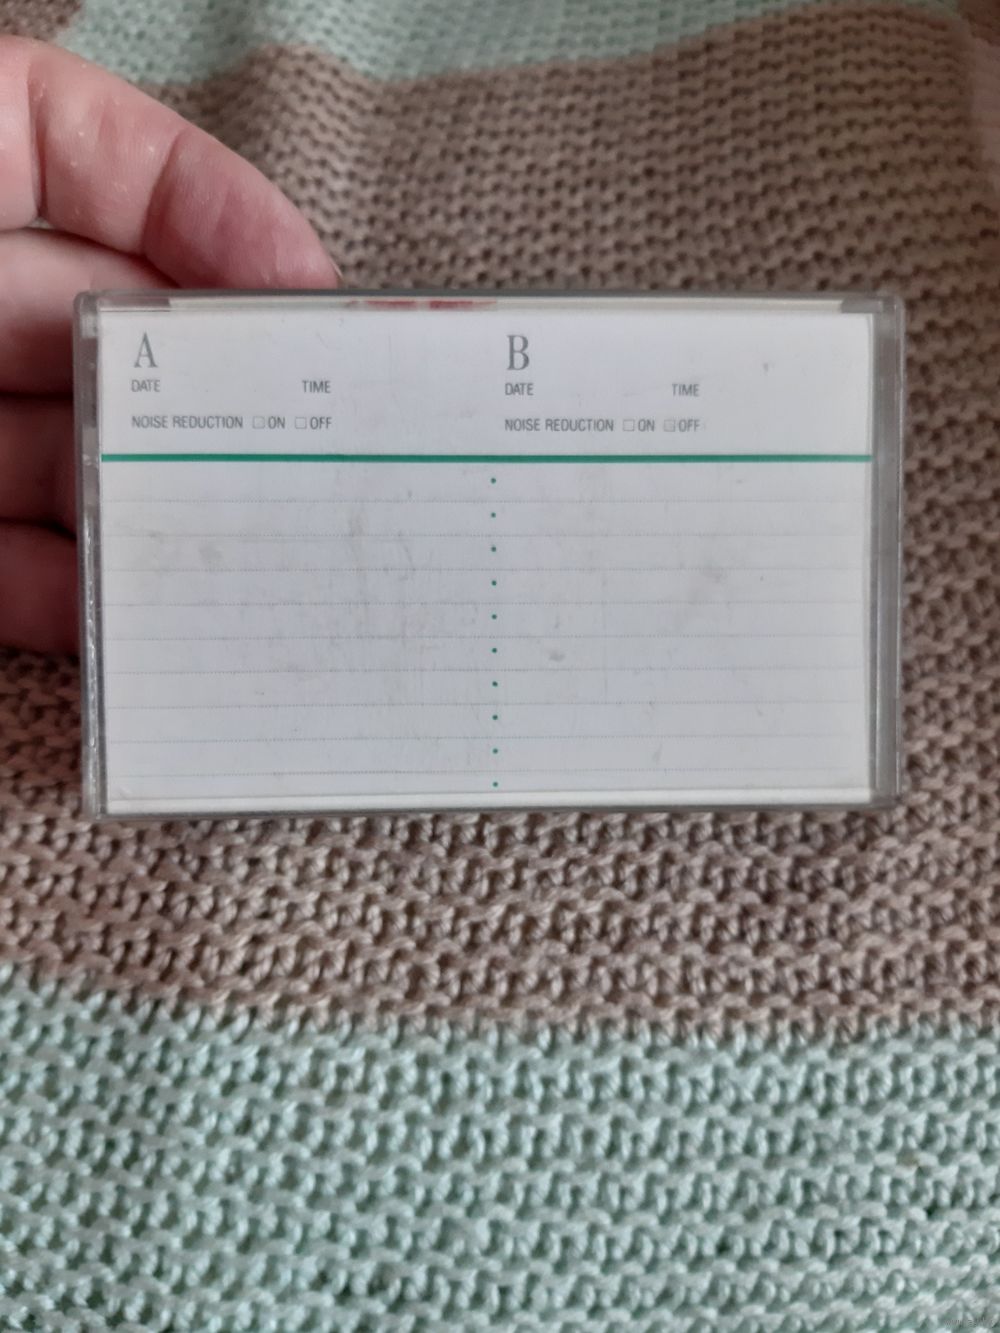 A B
DATE TIME DATE TIME
NOISE REDUCTION ☐ ON ☐ OFF NOISE REDUCTION ☐ ON ☐ OFF